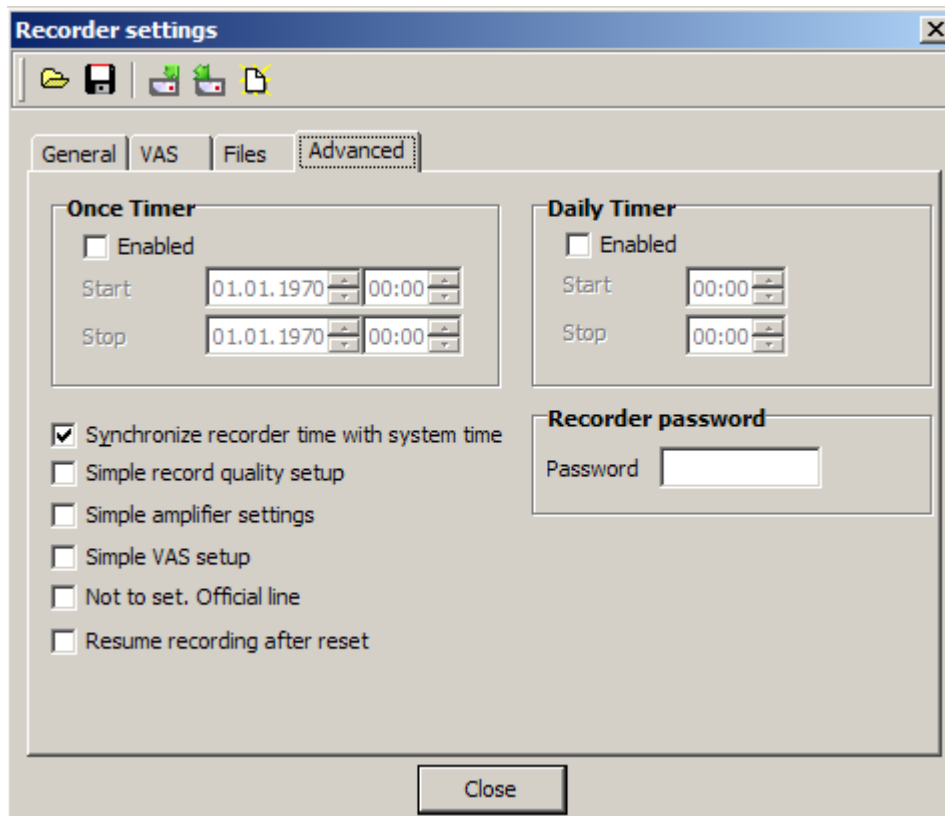 Recorder settings
General VAS Files Advanced
Once Timer
Enabled
Start 01.01.1970 00:00
Stop 01.01.1970 00:00
Daily Timer
Enabled
Start 00:00
Stop 00:00
Synchronize recorder time with system time
Simple record quality setup
Simple amplifier settings
Simple VAS setup
Not to set. Official line
Resume recording after reset
Recorder password
Password
Close